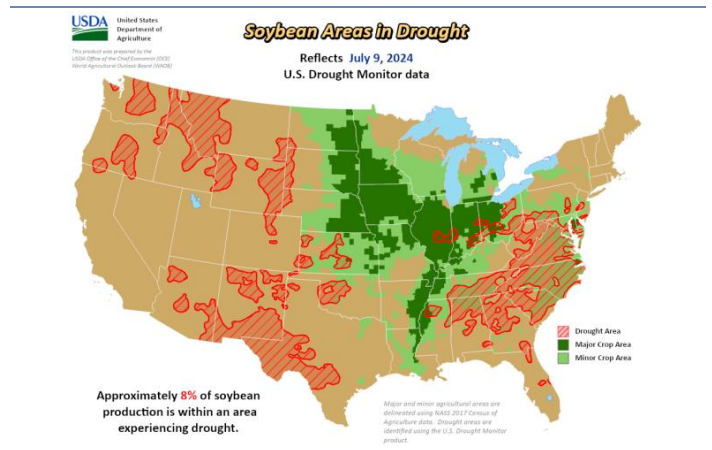 USDA
United States
Department of
Agriculture
This product was prepared by the
USDA Office of the Chief Economist (OCE)
World Agricultural Outlook Board (WAOB)
Soybean Areas in Drought
Reflects July 9, 2024
U.S. Drought Monitor data
Drought Area
Major Crop Area
Minor Crop Area
Approximately 8% of soybean
production is within an area
experiencing drought.
Major and minor agricultural areas are
delineated using NASS 2017 Census of
Agriculture data. Drought areas are
identified using the U.S. Drought Monitor
product.